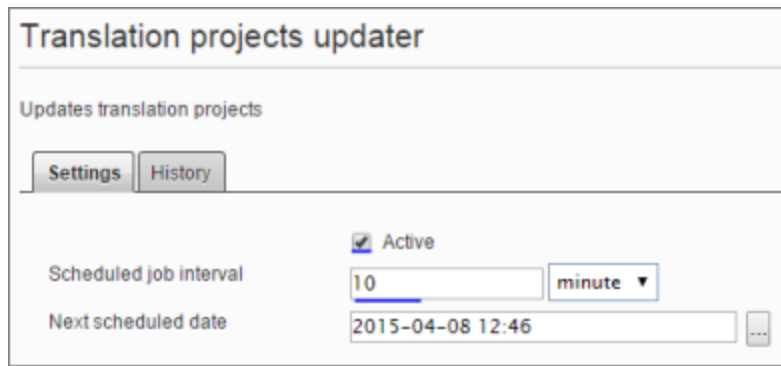 Translation projects updater
Updates translation projects
Settings History
Active
Scheduled job interval 10 minute
Next scheduled date 2015-04-08 12:46 ...